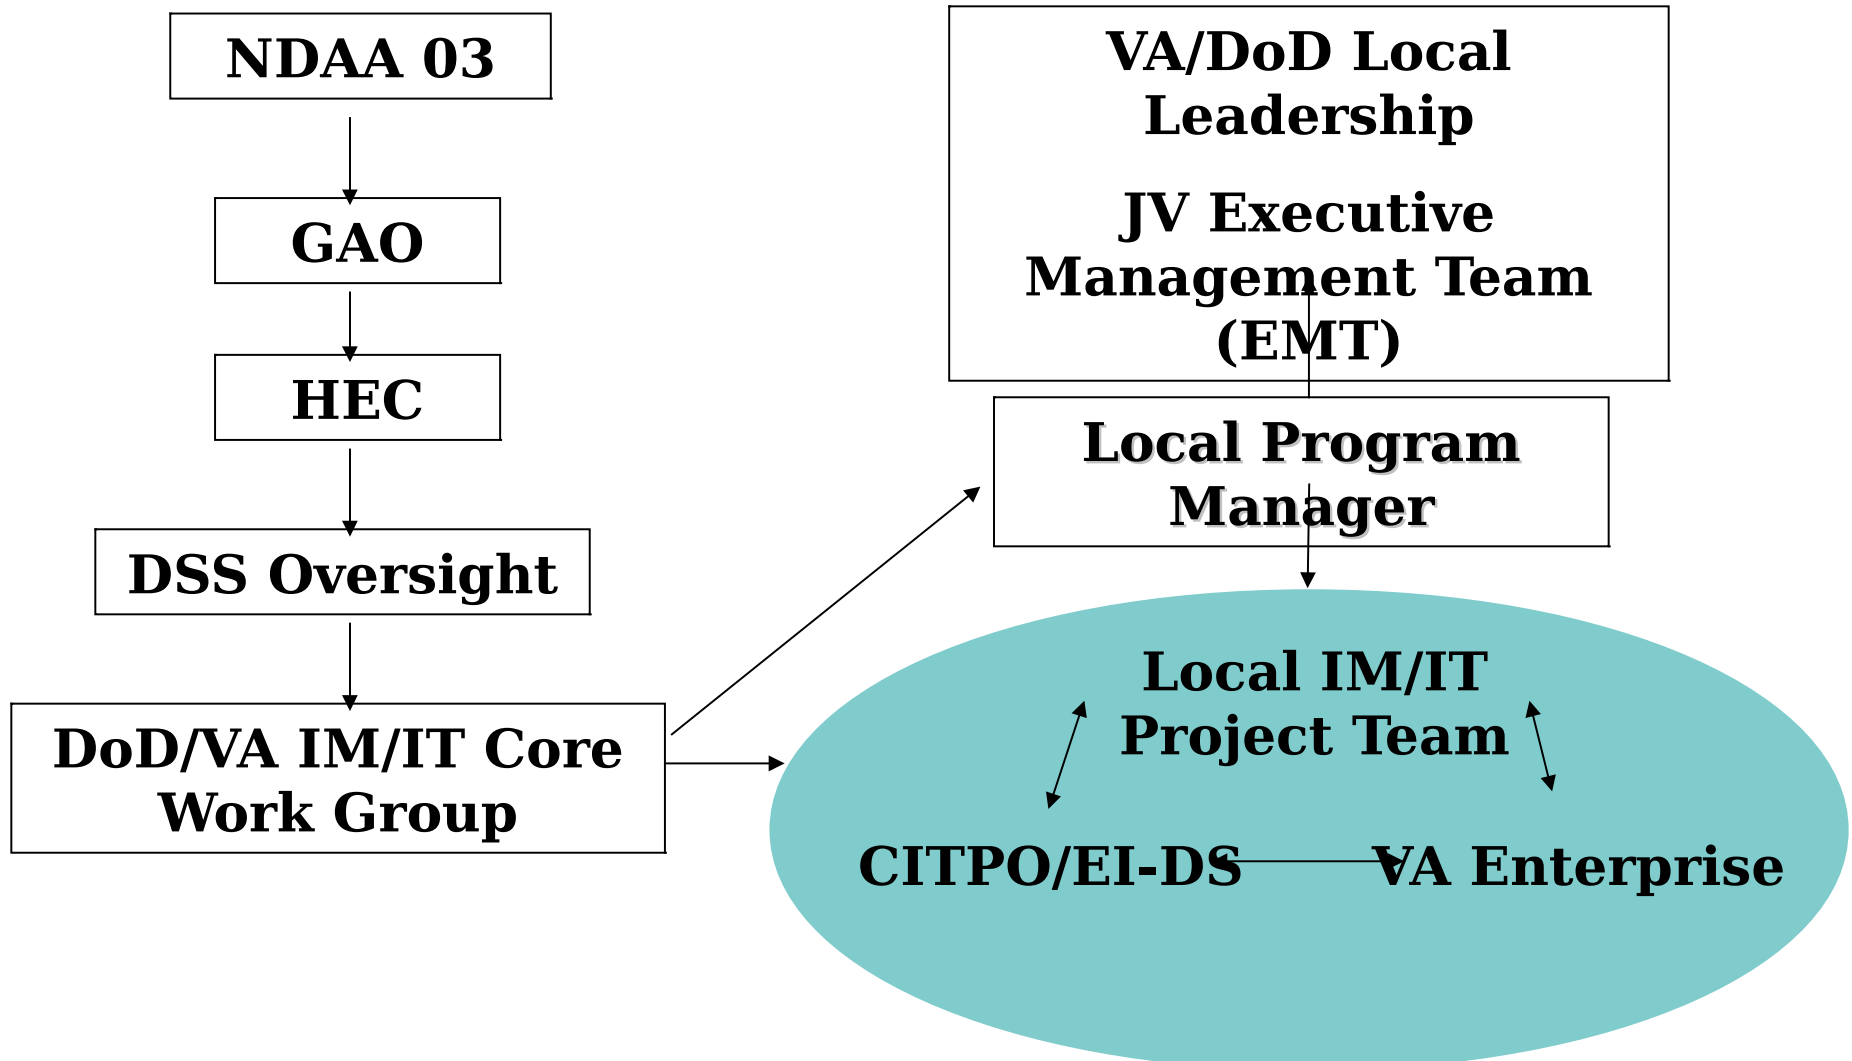 NDAA 03
GAO
HEC
DSS Oversight
DoD/VA IM/IT Core
Work Group
VA/DoD Local
Leadership
JV Executive
Management Team
(EMT)
Local Program
Manager
Local IM/IT
Project Team
CITPO/EI-DS
VA Enterprise